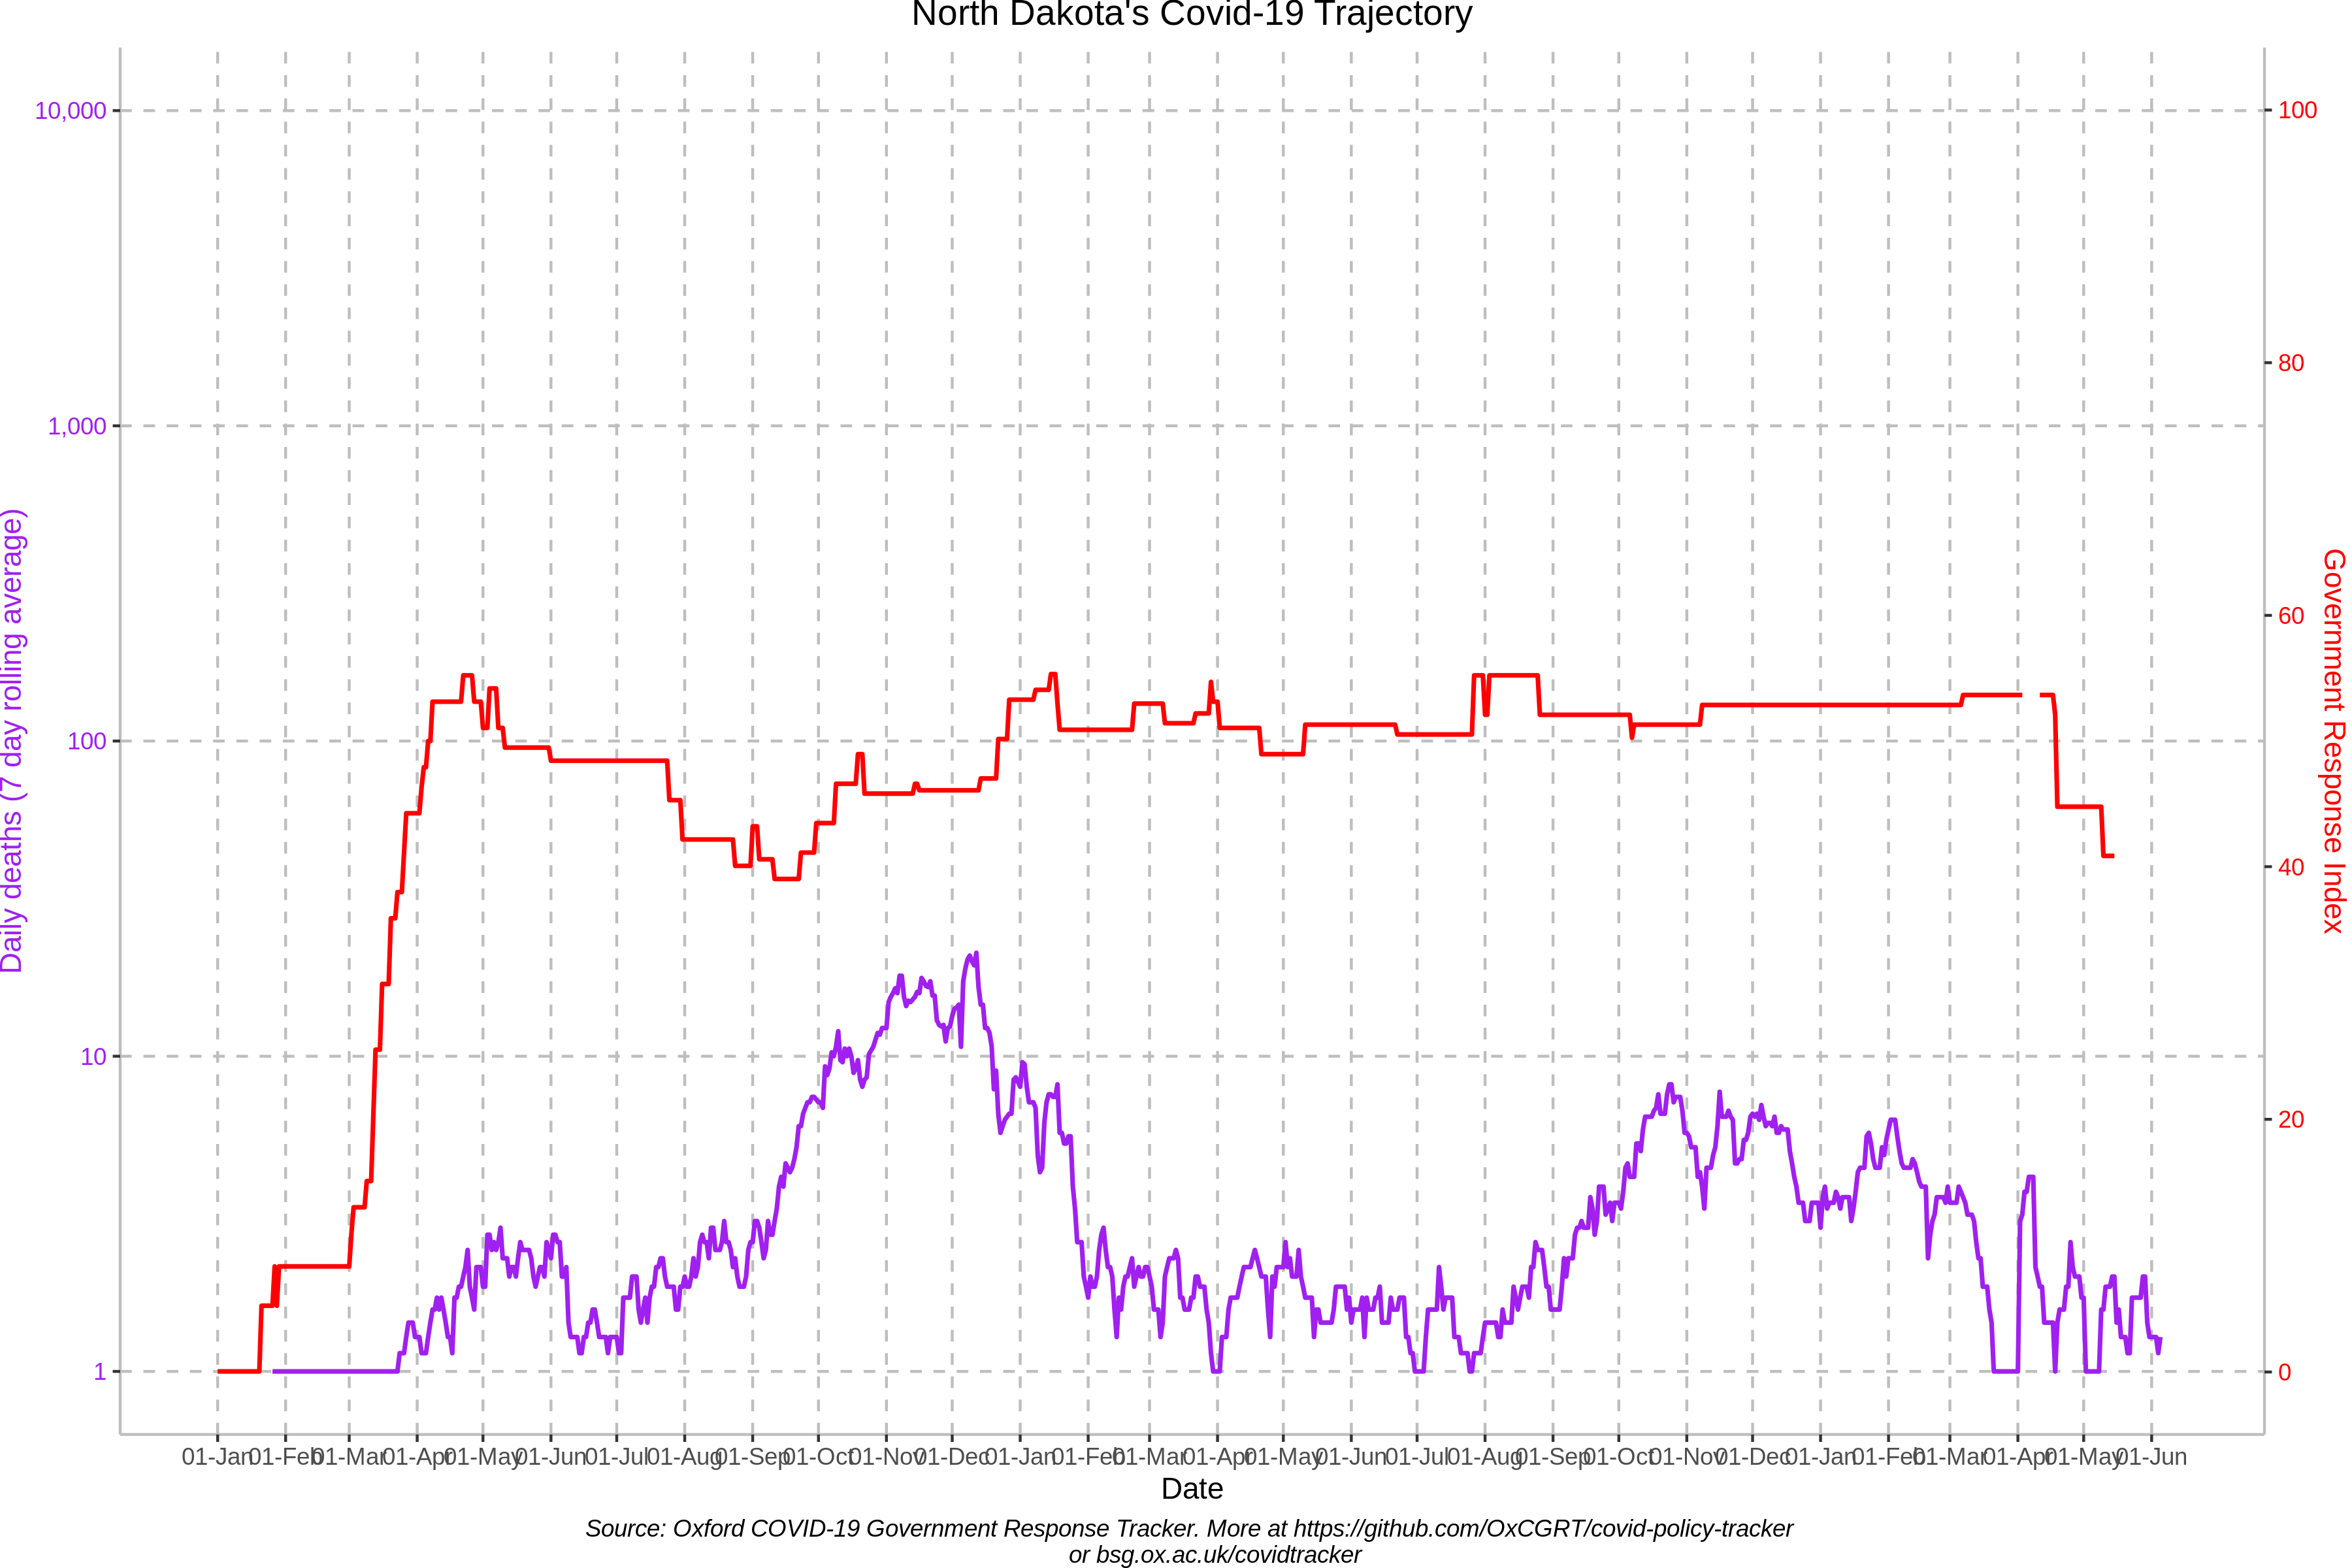 North Dakota's Covid-19 Trajectory
10,000
1,000
100
10
1
Daily deaths (7 day rolling average)
100
80
60
40
20
0
Government Response Index
01-Jan 01-Feb 01-Mar 01-Apr 01-May 01-Jun 01-Jul 01-Aug 01-Sep 01-Oct 01-Nov 01-Dec 01-Jan 01-Feb 01-Mar 01-Apr 01-May 01-Jun 01-Jul 01-Aug 01-Sep 01-Oct 01-Nov 01-Dec 01-Jan 01-Feb 01-Mar 01-Apr 01-May 01-Jun
Date
Source: Oxford COVID-19 Government Response Tracker. More at https://github.com/OxCGRT/covid-policy-tracker
or bsg.ox.ac.uk/covidtracker